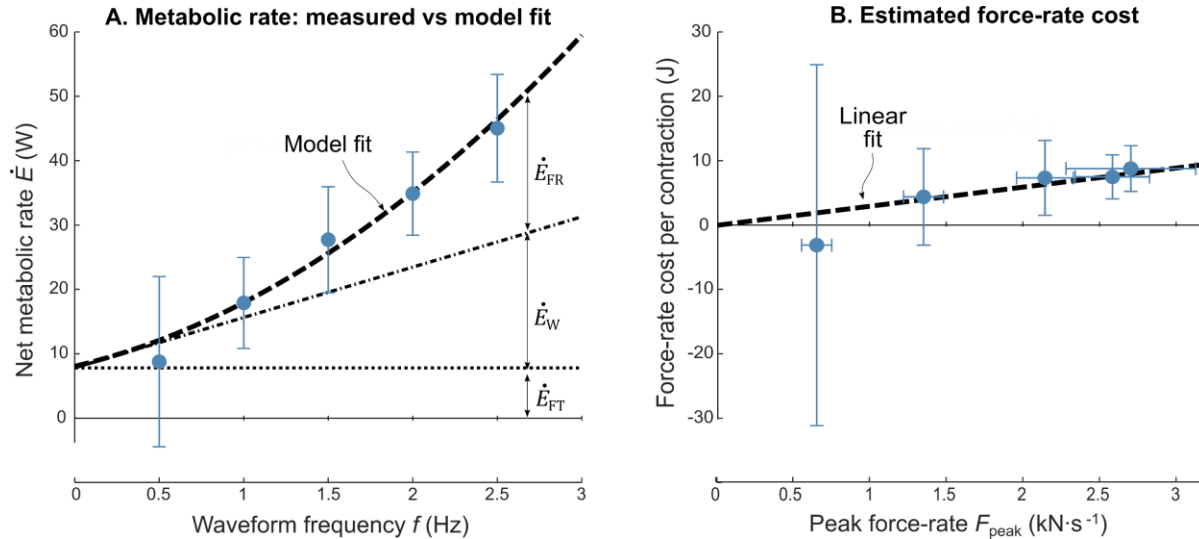 A. Metabolic rate: measured vs model fit
60
50
40
30
20
10
0
Net metabolic rate Ė (W)
Model fit
Ė_FR
Ė_W
Ė_FT
0
0.5
1
1.5
2
2.5
3
Waveform frequency f (Hz)
B. Estimated force-rate cost
30
20
10
0
-10
-20
-30
Force-rate cost per contraction (J)
Linear
fit
0
0.5
1
1.5
2
2.5
3
Peak force-rate F_peak (kN·s⁻¹)